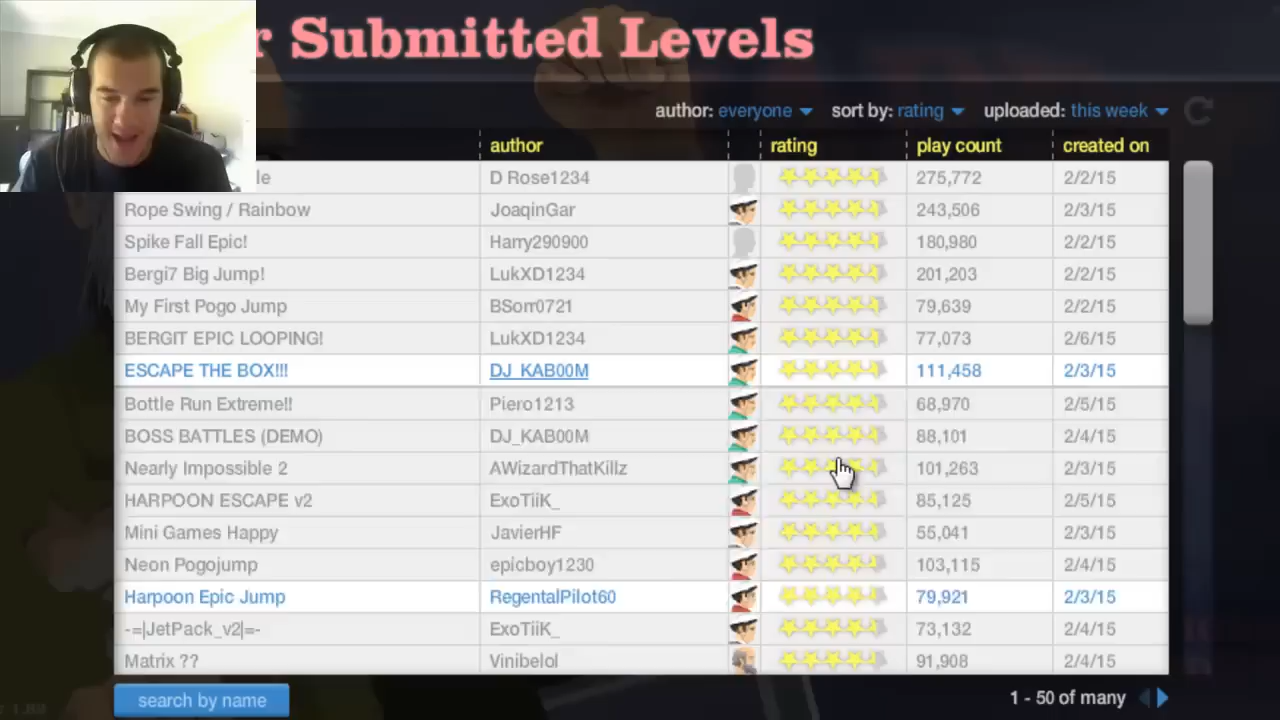 r Submitted Levels
author: everyone sort by: rating uploaded: this week
author rating play count created on
le D Rose1234 275,772 2/2/15
Rope Swing / Rainbow JoaqinGar 243,506 2/3/15
Spike Fall Epic! Harry290900 180,980 2/2/15
Bergi7 Big Jump! LukXD1234 201,203 2/2/15
My First Pogo Jump BSorr0721 79,639 2/2/15
BERGIT EPIC LOOPING! LukXD1234 77,073 2/6/15
ESCAPE THE BOX!!! DJ_KAB00M 111,458 2/3/15
Bottle Run Extreme!! Piero1213 68,970 2/5/15
BOSS BATTLES (DEMO) DJ_KAB00M 88,101 2/4/15
Nearly Impossible 2 AWizardThatKillz 101,263 2/3/15
HARPOON ESCAPE v2 ExoTiiK_ 85,125 2/5/15
Mini Games Happy JavierHF 55,041 2/3/15
Neon Pogojump epicboy1230 103,115 2/4/15
Harpoon Epic Jump RegentalPilot60 79,921 2/3/15
-=|JetPack_v2|=- ExoTiiK_ 73,132 2/4/15
Matrix ?? Vinibelol 91,908 2/4/15
search by name 1 - 50 of many